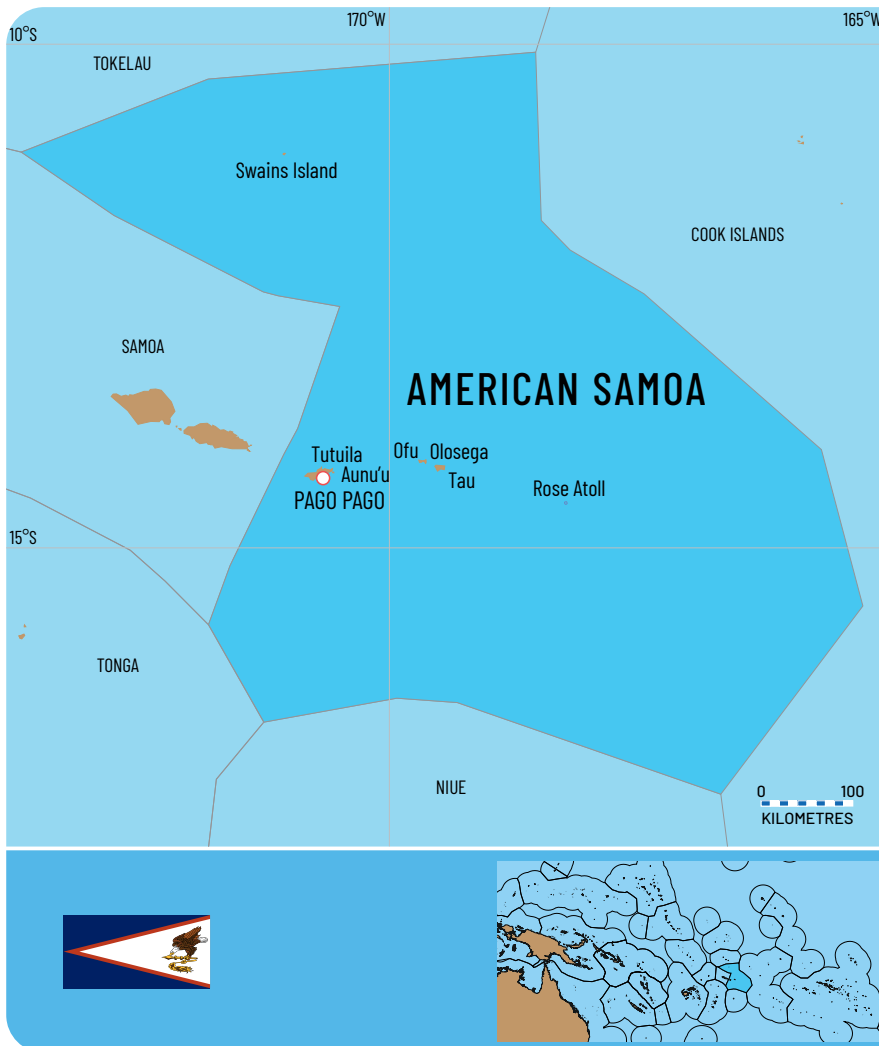 170°W
165°W
10°S
TOKELAU
Swains Island
COOK ISLANDS
SAMOA
AMERICAN SAMOA
Ofu Olosega
Tutuila
Aunu'u
Tau
PAGO PAGO
Rose Atoll
15°S
TONGA
NIUE
0 100
KILOMETRES